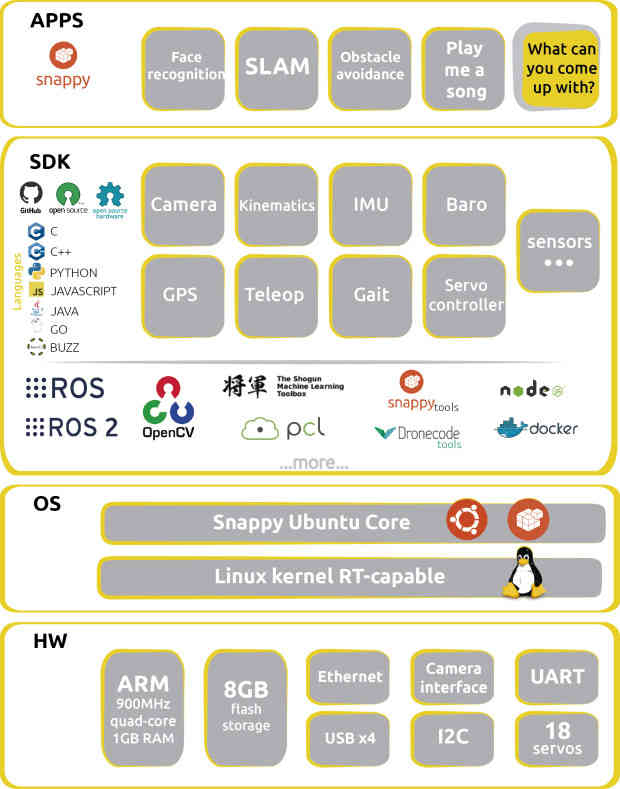 APPS
snappy
Face
recognition
SLAM
Obstacle
avoidance
Play
me a
song
What can
you come
up with?
SDK
GitHub
open source
open source
hardware
Languages
C
C++
PYTHON
JS JAVASCRIPT
JAVA
GO
BUZZ
Camera
Kinematics
IMU
Baro
GPS
Teleop
Gait
Servo
controller
sensors
ROS
ROS 2
OpenCV
将軍
The Shogun
Machine Learning
Toolbox
pcl
snappy tools
Dronecode
tools
node
docker
...more...
OS
Snappy Ubuntu Core
Linux kernel RT-capable
HW
ARM
900MHz
quad-core
1GB RAM
8GB
flash
storage
Ethernet
USB x4
Camera
interface
I2C
UART
18
servos